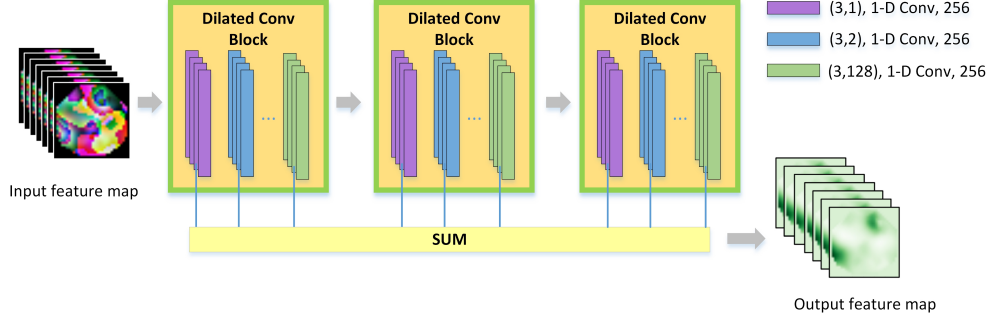 Dilated Conv
Block
Dilated Conv
Block
Dilated Conv
Block
(3,1), 1-D Conv, 256
(3,2), 1-D Conv, 256
(3,128), 1-D Conv, 256
...
...
...
Input feature map
SUM
Output feature map